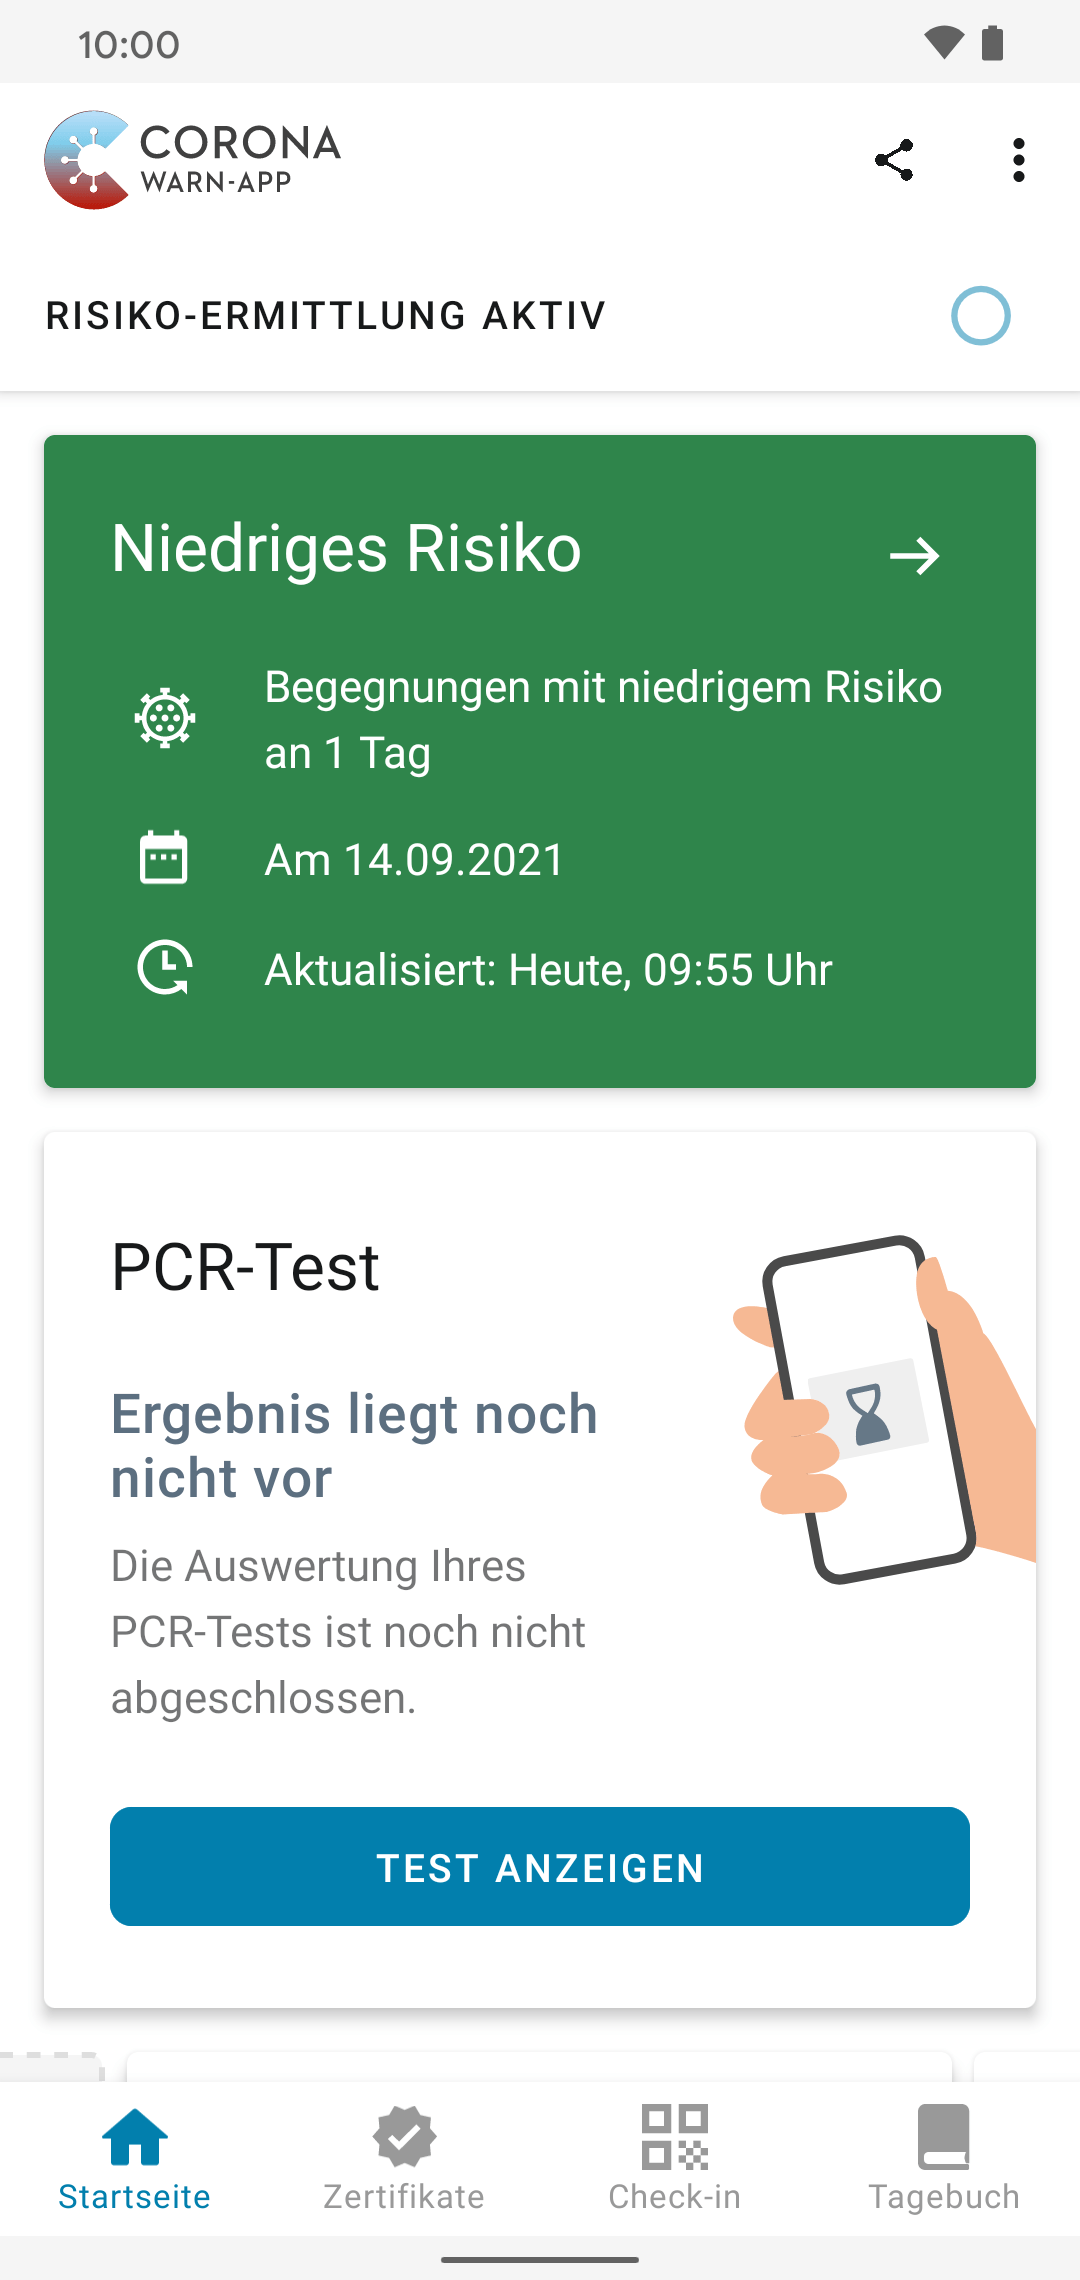 10:00
CORONA
WARN-APP
RISIKO-ERMITTLUNG AKTIV
Niedriges Risiko
Begegnungen mit niedrigem Risiko
an 1 Tag
Am 14.09.2021
Aktualisiert: Heute, 09:55 Uhr
PCR-Test
Ergebnis liegt noch
nicht vor
Die Auswertung Ihres
PCR-Tests ist noch nicht
abgeschlossen.
TEST ANZEIGEN
Startseite
Zertifikate
Check-in
Tagebuch